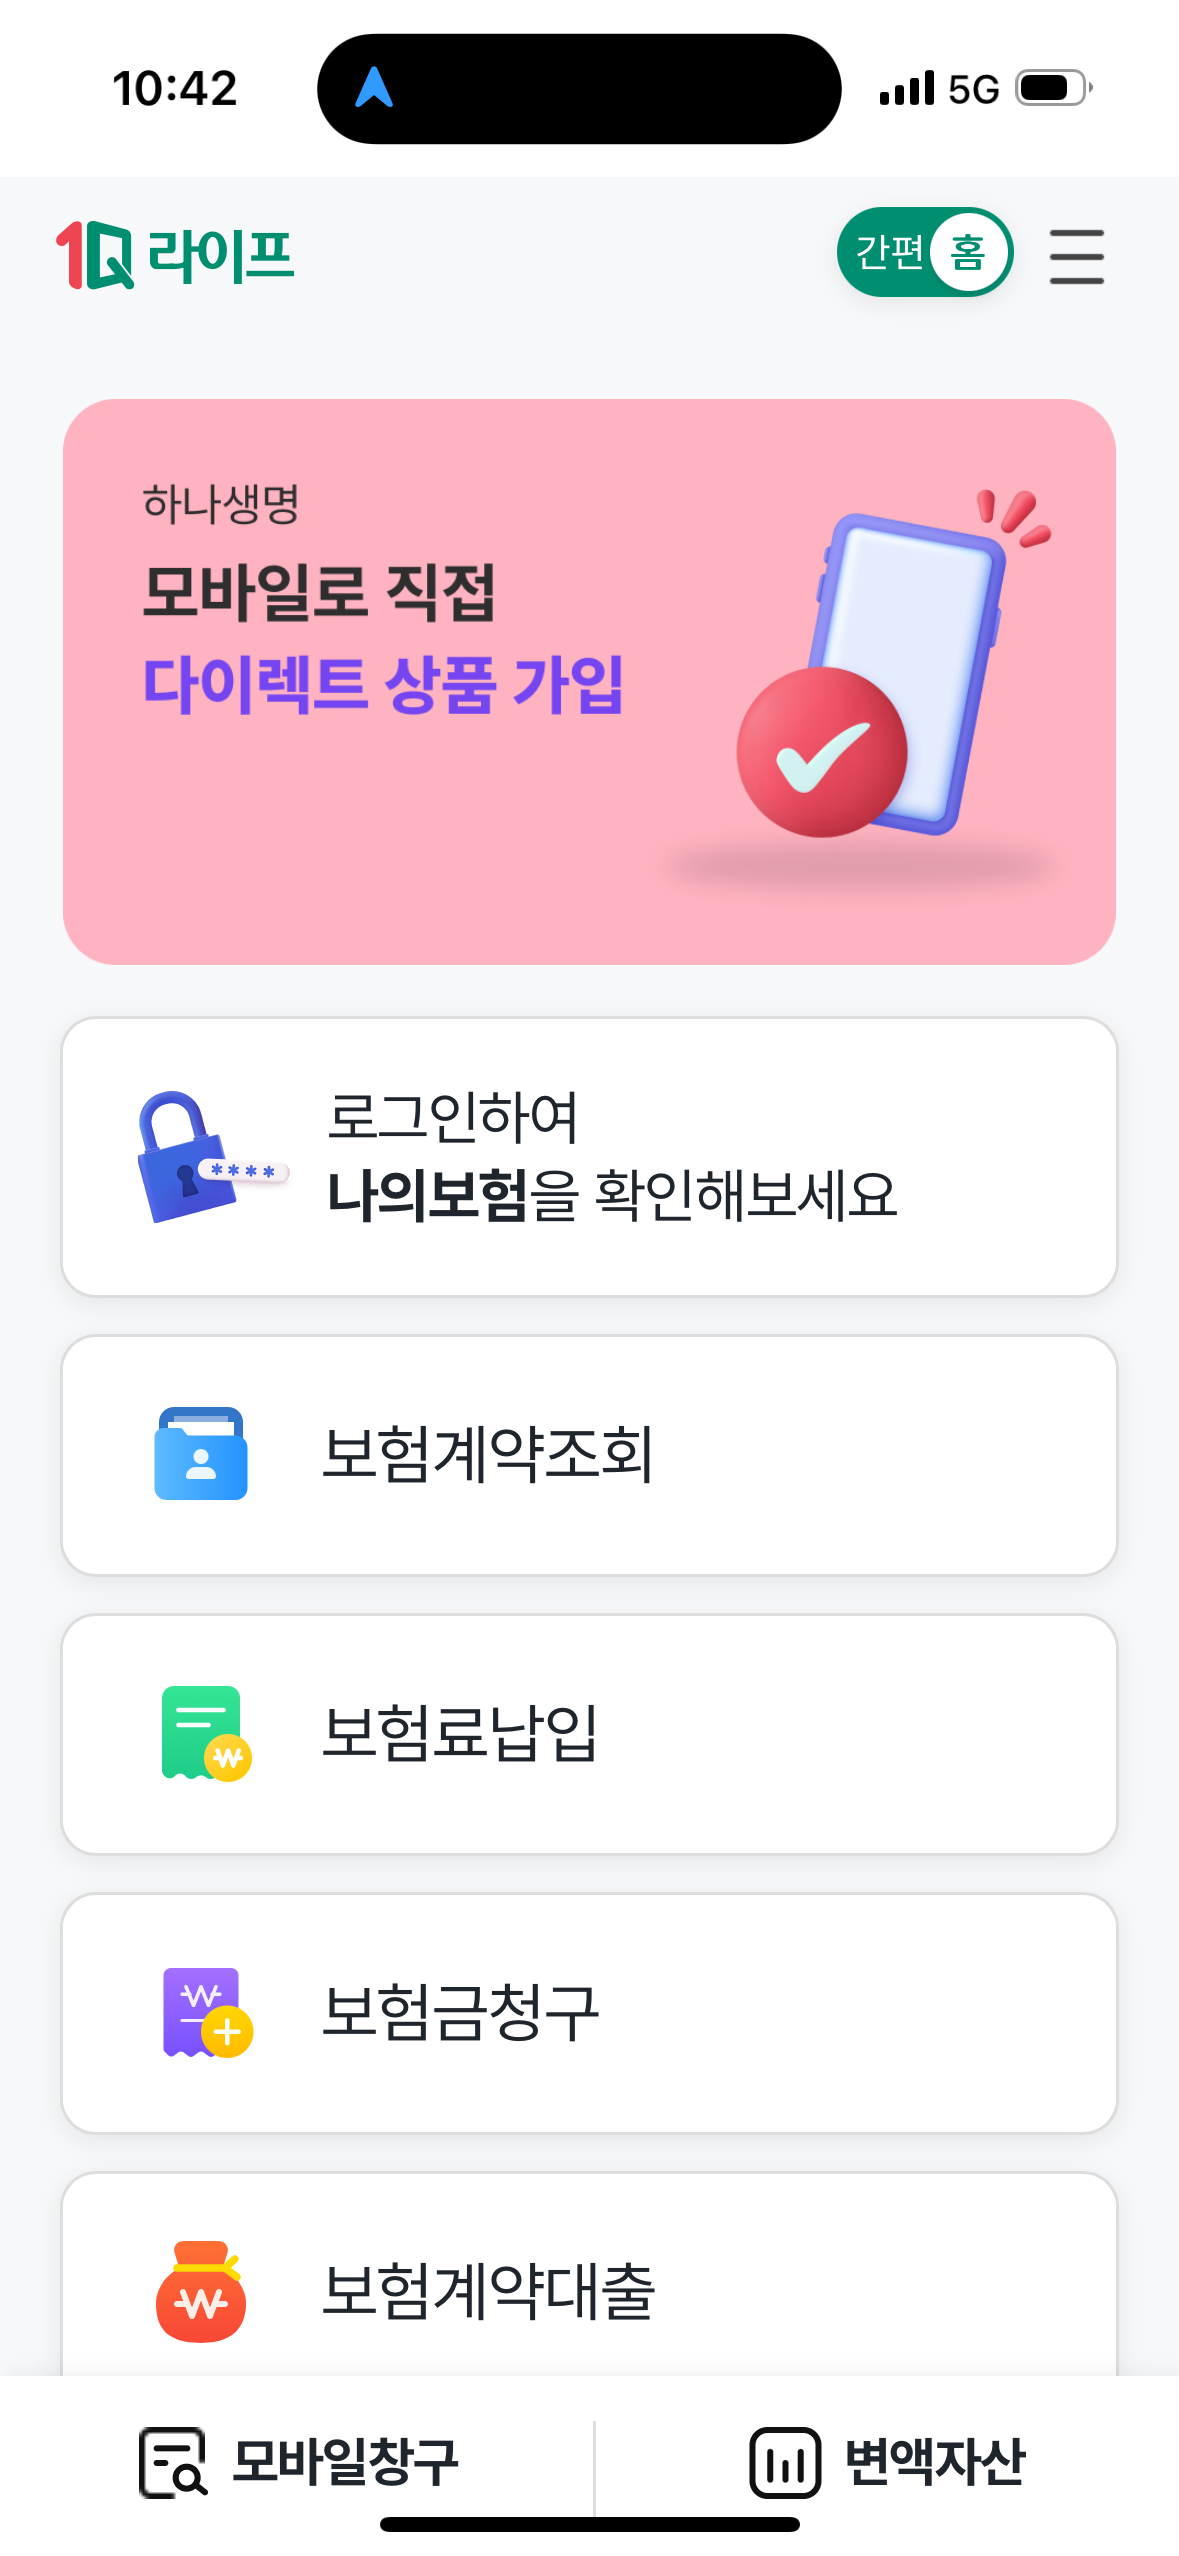 10:42
5G
1Q 라이프
간편 홈
하나생명
모바일로 직접
다이렉트 상품 가입
로그인하여
나의보험을 확인해보세요
보험계약조회
보험료납입
보험금청구
보험계약대출
모바일창구
변액자산